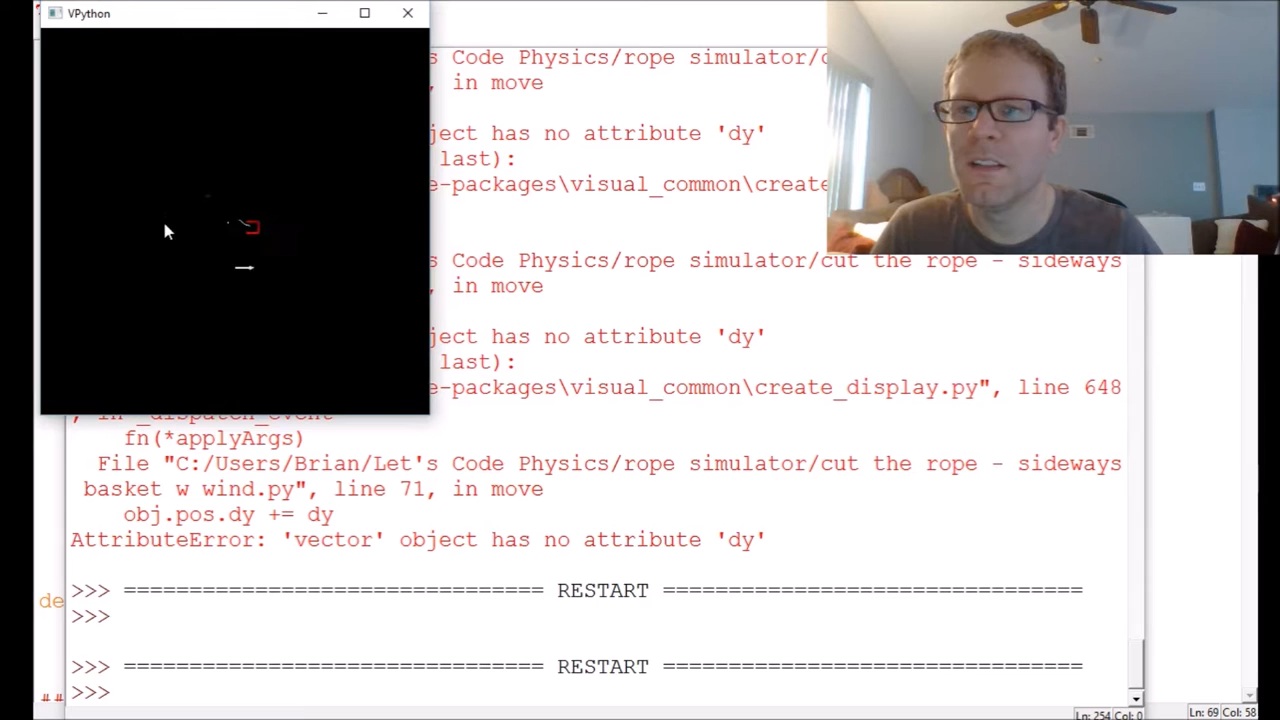 VPython
s Code Physics/rope simulator/c
, in move
ject has no attribute 'dy'
last):
e-packages\visual_common\create
s Code Physics/rope simulator/cut the rope - sideways
, in move
ject has no attribute 'dy'
last):
e-packages\visual_common\create_display.py", line 648
, in _dispatch_event
fn(*applyArgs)
File "C:/Users/Brian/Let's Code Physics/rope simulator/cut the rope - sideways
basket w wind.py", line 71, in move
obj.pos.dy += dy
AttributeError: 'vector' object has no attribute 'dy'
>>> ================================ RESTART ================================
de
>>>
>>> ================================ RESTART ================================
>>>
##
Ln: 254 Col: 0
Ln: 69 Col: 58